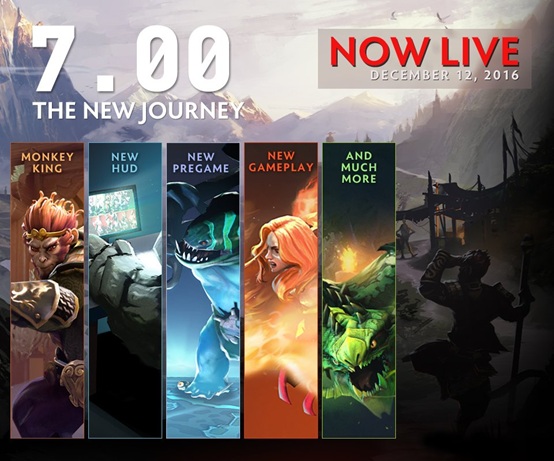 7.00
THE NEW JOURNEY
NOW LIVE
DECEMBER 12, 2016
MONKEY
KING
NEW
HUD
NEW
PREGAME
NEW
GAMEPLAY
AND
MUCH
MORE